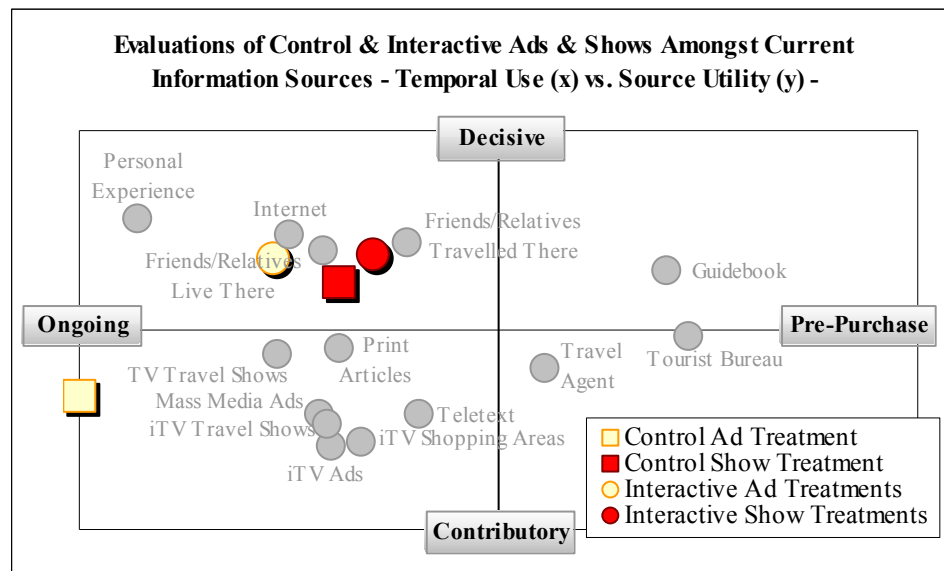 Evaluations of Control & Interactive Ads & Shows Amongst Current
Information Sources - Temporal Use (x) vs. Source Utility (y) -
Decisive
Personal
Experience
Internet
Friends/Relatives
Travelled There
Friends/Relatives
Live There
Guidebook
Ongoing
Pre-Purchase
Print
Articles
Travel
Agent
Tourist Bureau
TV Travel Shows
Mass Media Ads
iTV Travel Shows
Teletext
iTV Shopping Areas
iTV Ads
Control Ad Treatment
Control Show Treatment
Interactive Ad Treatments
Interactive Show Treatments
Contributory